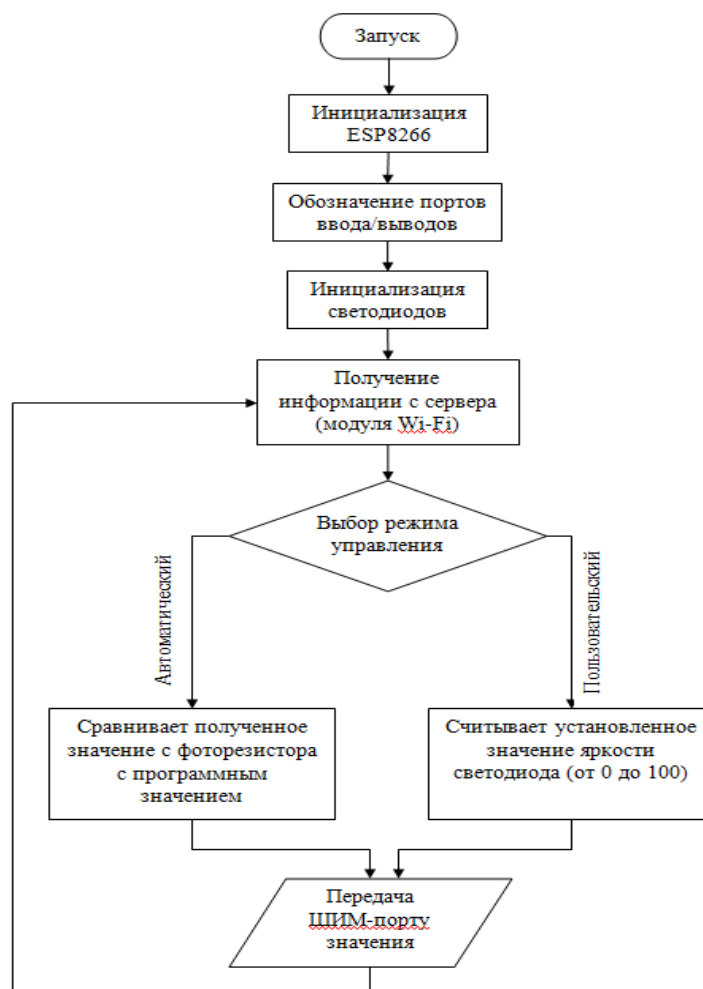 Запуск
Инициализация
ESP8266
Обозначение портов
ввода/выводов
Инициализация
светодиодов
Получение
информации с сервера
(модуля Wi-Fi)
Выбор режима
управления
Автоматический
Пользовательский
Сравнивает полученное
значение с фоторезистора
с программным
значением
Считывает установленное
значение яркости
светодиода (от 0 до 100)
Передача
ШИМ-порту
значения